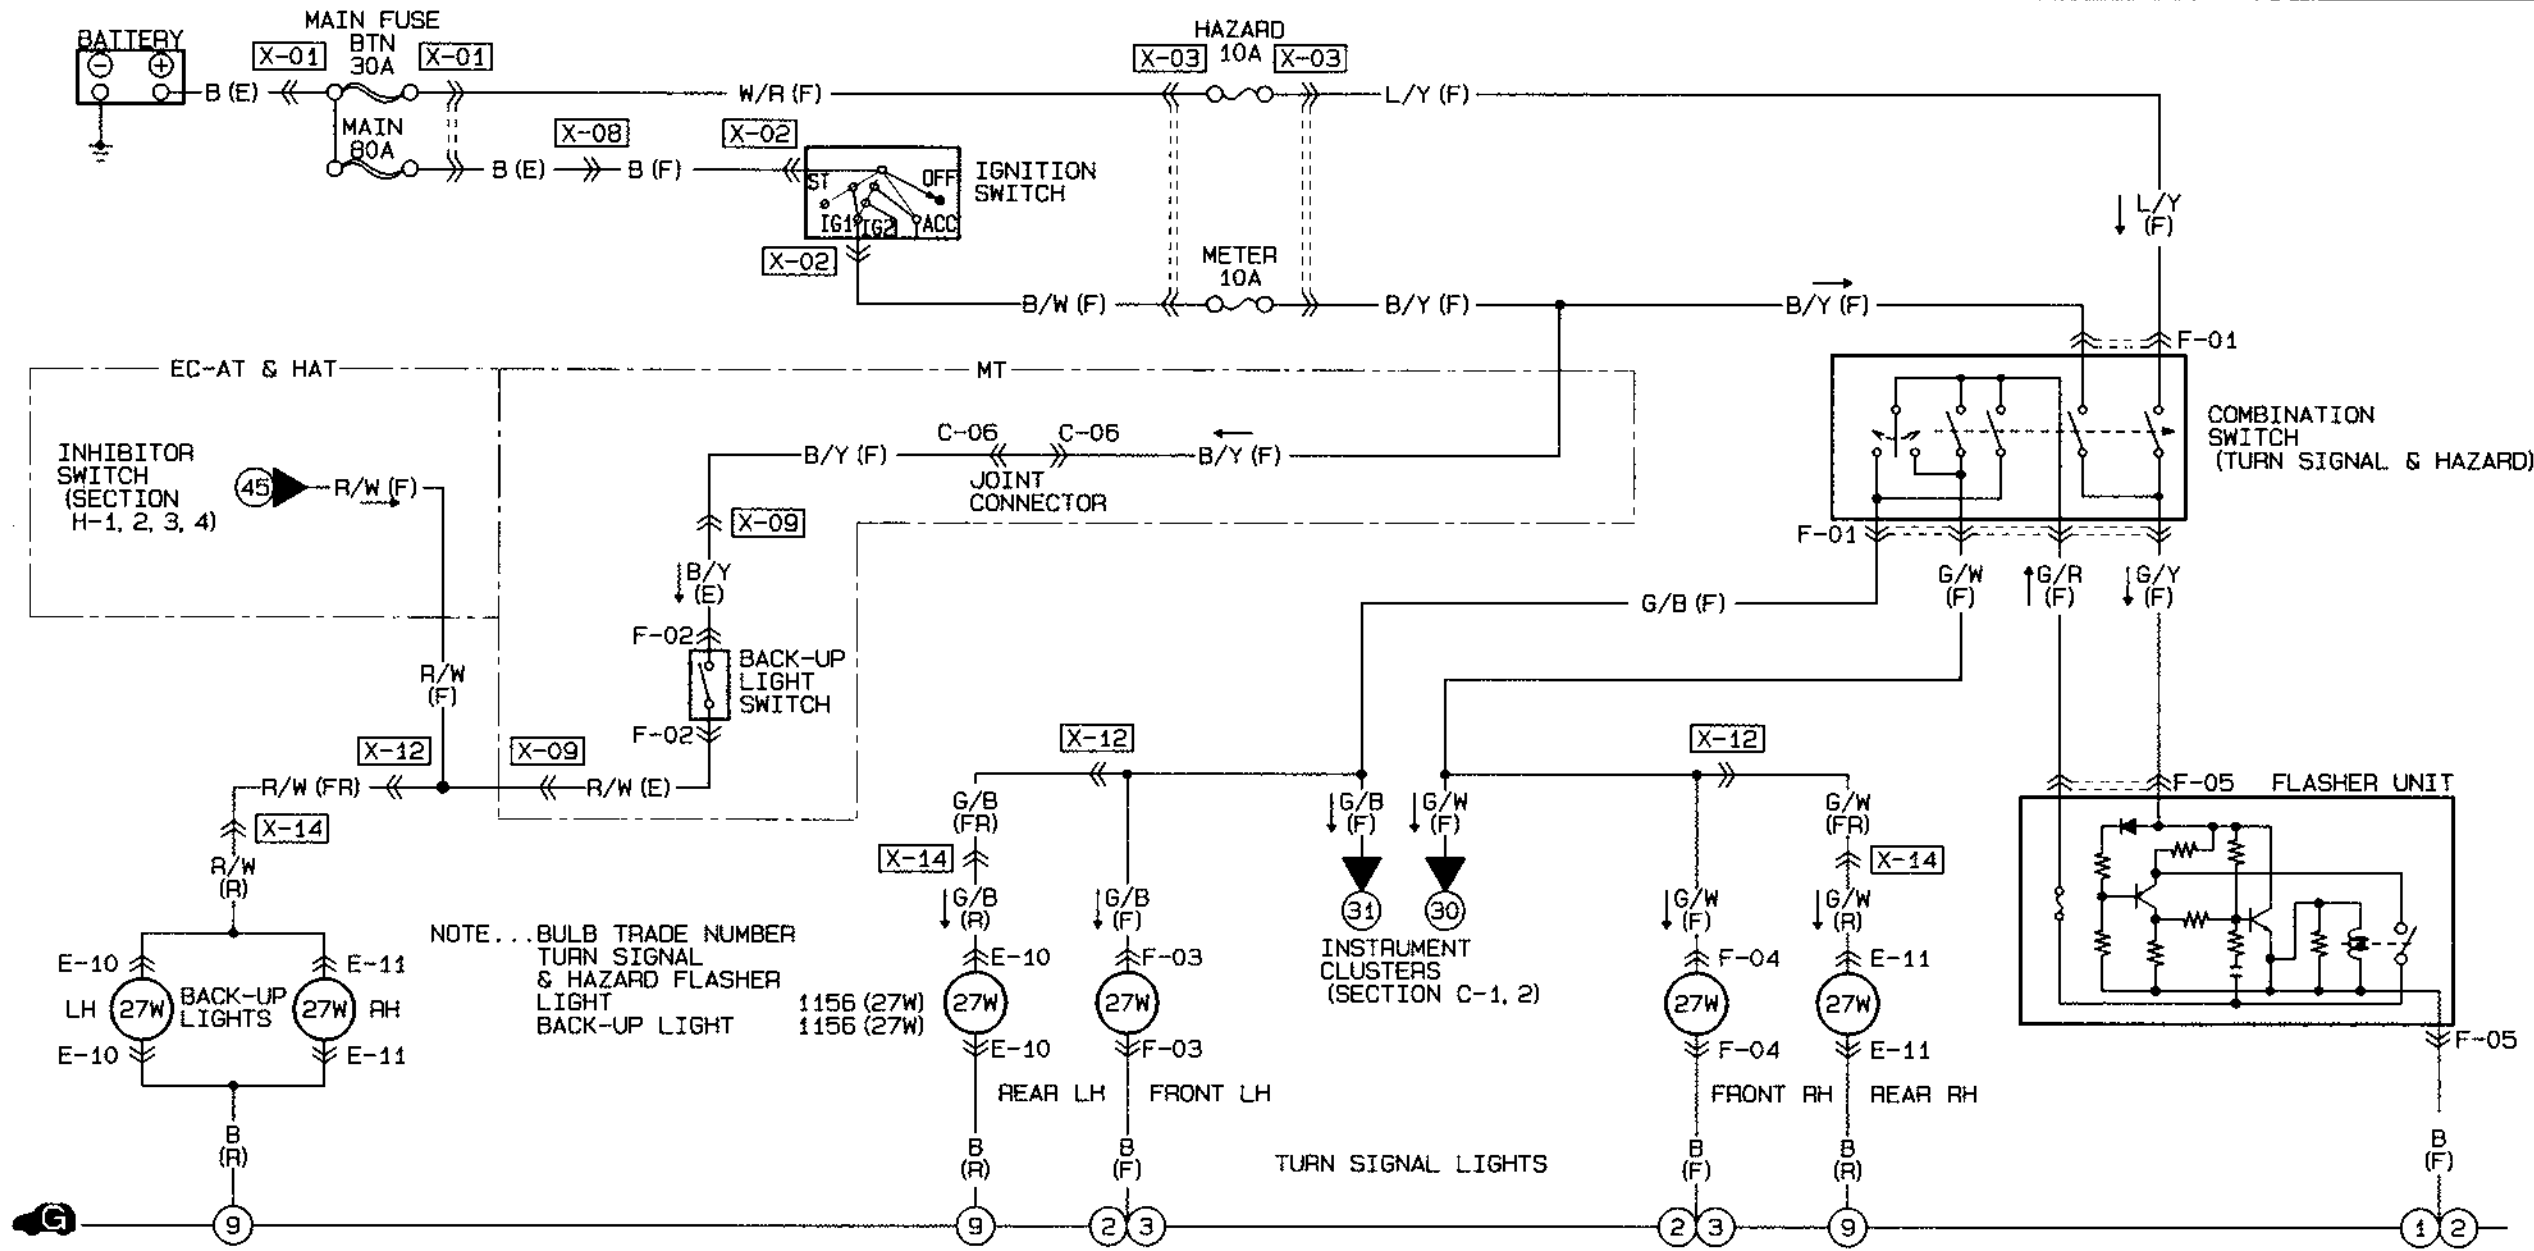 MAIN FUSE
BTN
30A
BATTERY
X-01
X-01
B (E)
W/R (F)
HAZARD
10A
X-03
X-03
L/Y (F)
MAIN
80A
B (E)
X-08
B (F)
X-02
IGNITION
SWITCH
ST
OFF
IG1
IG2
ACC
X-02
B/W (F)
METER
10A
B/Y (F)
B/Y (F)
L/Y
(F)
F-01
EC-AT & HAT
MT
INHIBITOR
SWITCH
(SECTION
H-1, 2, 3, 4)
45
R/W (F)
B/Y (F)
C-06
C-06
JOINT
CONNECTOR
B/Y (F)
COMBINATION
SWITCH
(TURN SIGNAL & HAZARD)
F-01
X-09
B/Y
(E)
F-02
BACK-UP
LIGHT
SWITCH
F-02
R/W
(F)
G/B (F)
G/W
(F)
G/R
(F)
G/Y
(F)
X-12
X-09
R/W (FR)
R/W (E)
X-14
R/W
(R)
E-10
E-11
LH
27W
BACK-UP
LIGHTS
27W
RH
E-10
E-11
B
(R)
NOTE...BULB TRADE NUMBER
TURN SIGNAL
& HAZARD FLASHER
LIGHT 1156 (27W)
BACK-UP LIGHT 1156 (27W)
X-12
G/B
(FR)
X-14
G/B
(R)
E-10
27W
E-10
REAR LH
B
(R)
G/B
(F)
F-03
27W
F-03
FRONT LH
B
(F)
G/B
(F)
G/W
(F)
31
30
INSTRUMENT
CLUSTERS
(SECTION C-1, 2)
TURN SIGNAL LIGHTS
X-12
G/W
(F)
F-04
27W
F-04
FRONT RH
B
(F)
G/W
(FR)
X-14
G/W
(R)
E-11
27W
E-11
REAR RH
B
(R)
F-05
FLASHER UNIT
F-05
B
(F)
G
9
9
2
3
2
3
9
1
2